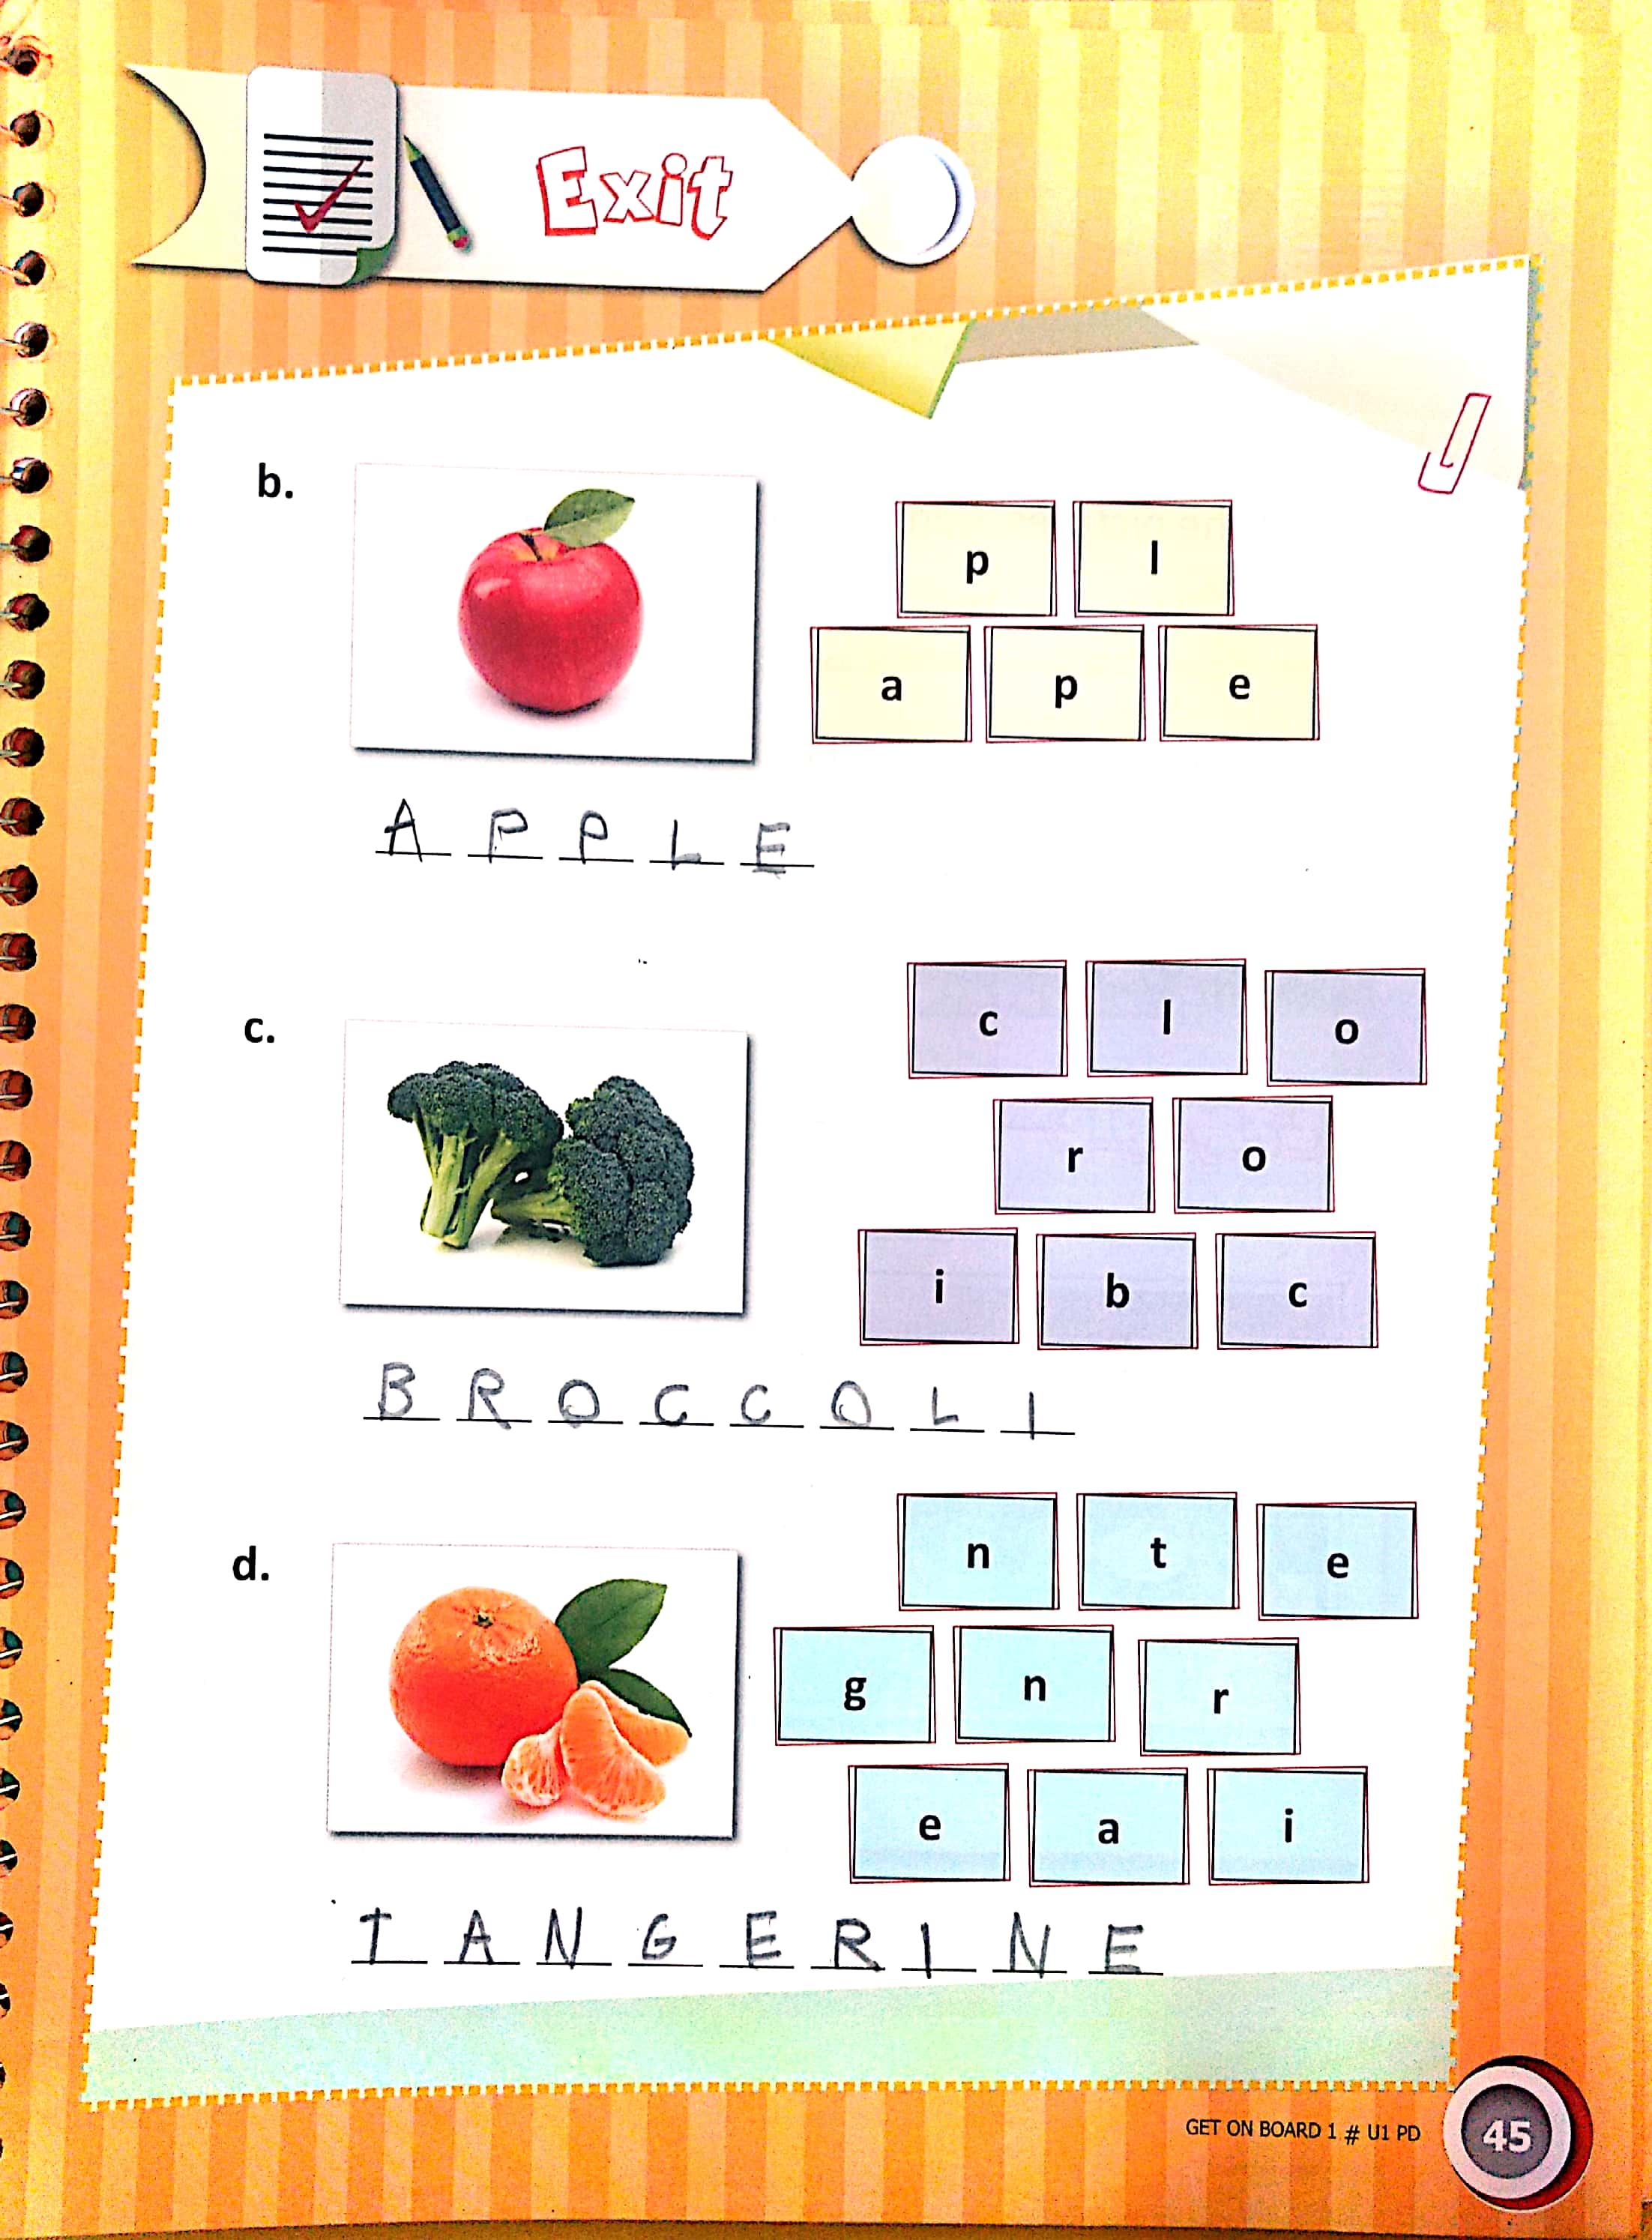 Exit
b.
p l
a p e
A P P L E
c.
c l o
r o
i b c
B R O C C O L I
d.
n t e
g n r
e a i
T A N G E R I N E
GET ON BOARD 1 # U1 PD
45